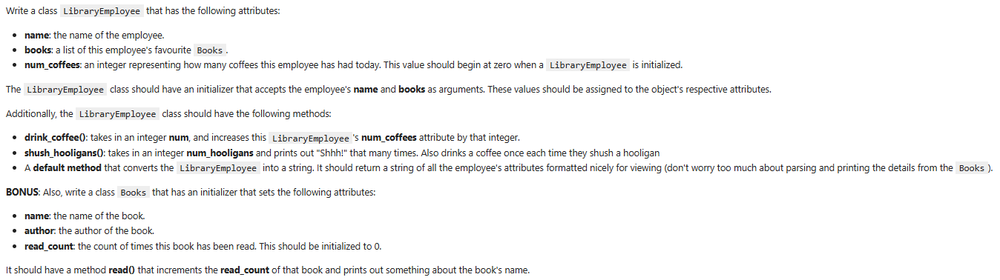 Write a class LibraryEmployee that has the following attributes:
• name: the name of the employee.
• books: a list of this employee's favourite Books .
• num_coffees: an integer representing how many coffees this employee has had today. This value should begin at zero when a LibraryEmployee is initialized.
The LibraryEmployee class should have an initializer that accepts the employee's name and books as arguments. These values should be assigned to the object's respective attributes.
Additionally, the LibraryEmployee class should have the following methods:
• drink_coffee(): takes in an integer num, and increases this LibraryEmployee 's num_coffees attribute by that integer.
• shush_hooligans(): takes in an integer num_hooligans and prints out "Shhh!" that many times. Also drinks a coffee once each time they shush a hooligan
• A default method that converts the LibraryEmployee into a string. It should return a string of all the employee's attributes formatted nicely for viewing (don't worry too much about parsing and printing the details from the Books ).
BONUS: Also, write a class Books that has an initializer that sets the following attributes:
• name: the name of the book.
• author: the author of the book.
• read_count: the count of times this book has been read. This should be initialized to 0.
It should have a method read() that increments the read_count of that book and prints out something about the book's name.